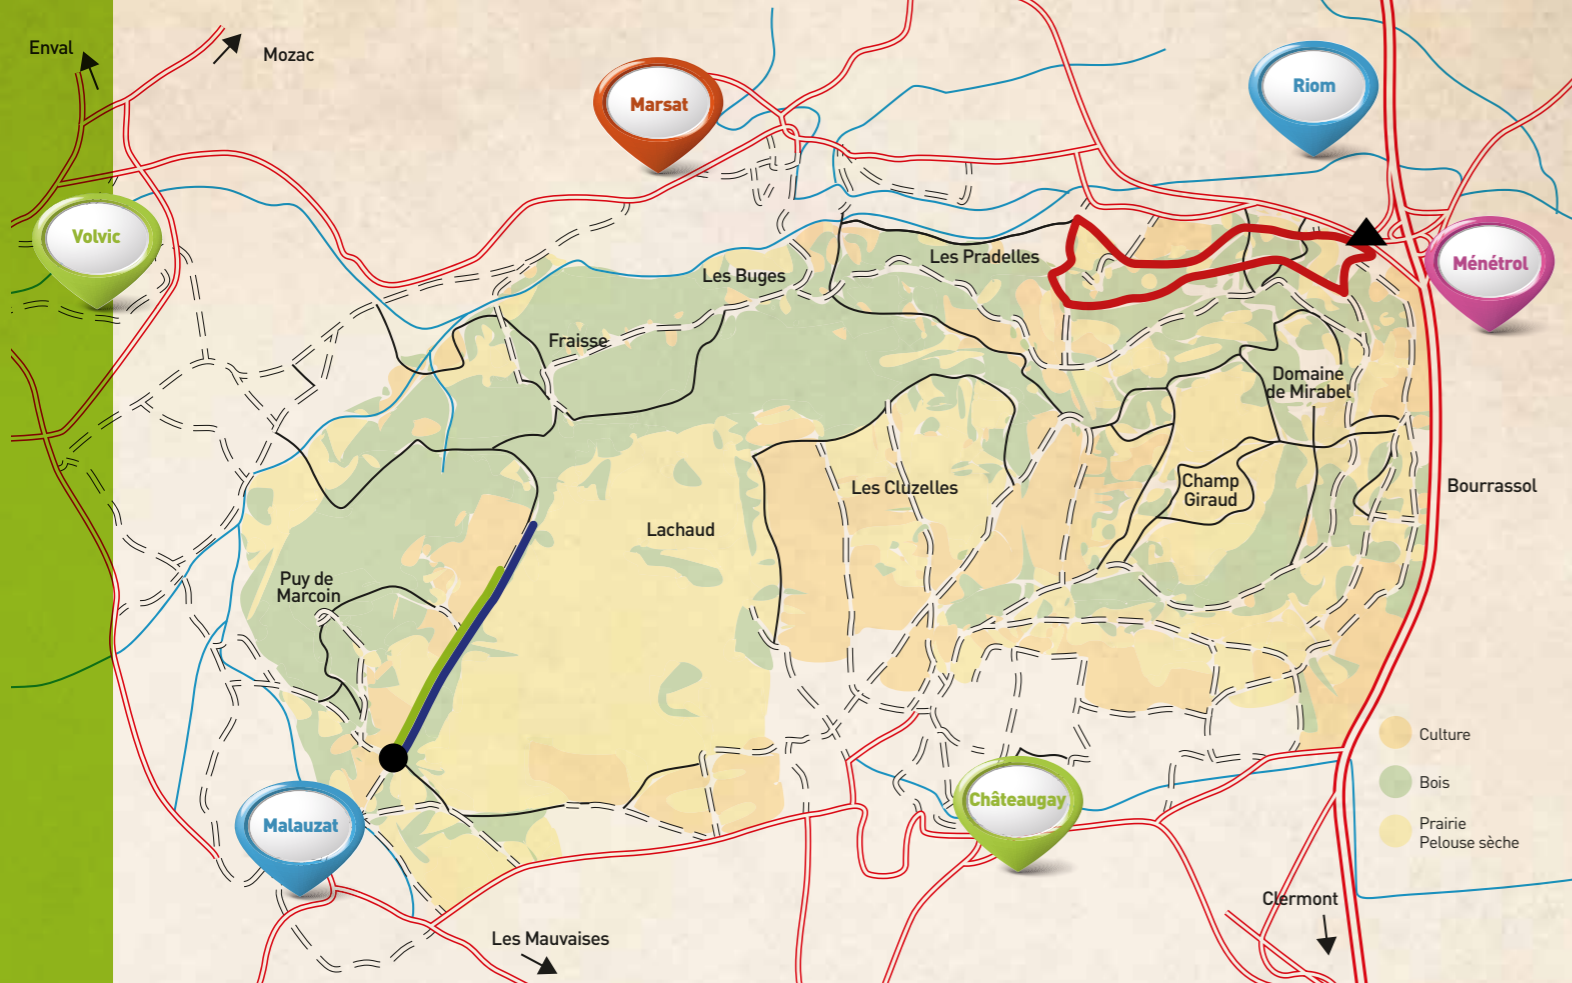 Enval
Mozac
Marsat
Riom
Volvic
Ménétrol
Les Buges
Les Pradelles
Fraisse
Domaine
de Mirabel
Les Cluzelles
Champ
Giraud
Bourrassol
Lachaud
Puy de
Marcoin
Culture
Bois
Prairie
Pelouse sèche
Châteaugay
Malauzat
Clermont
Les Mauvaises